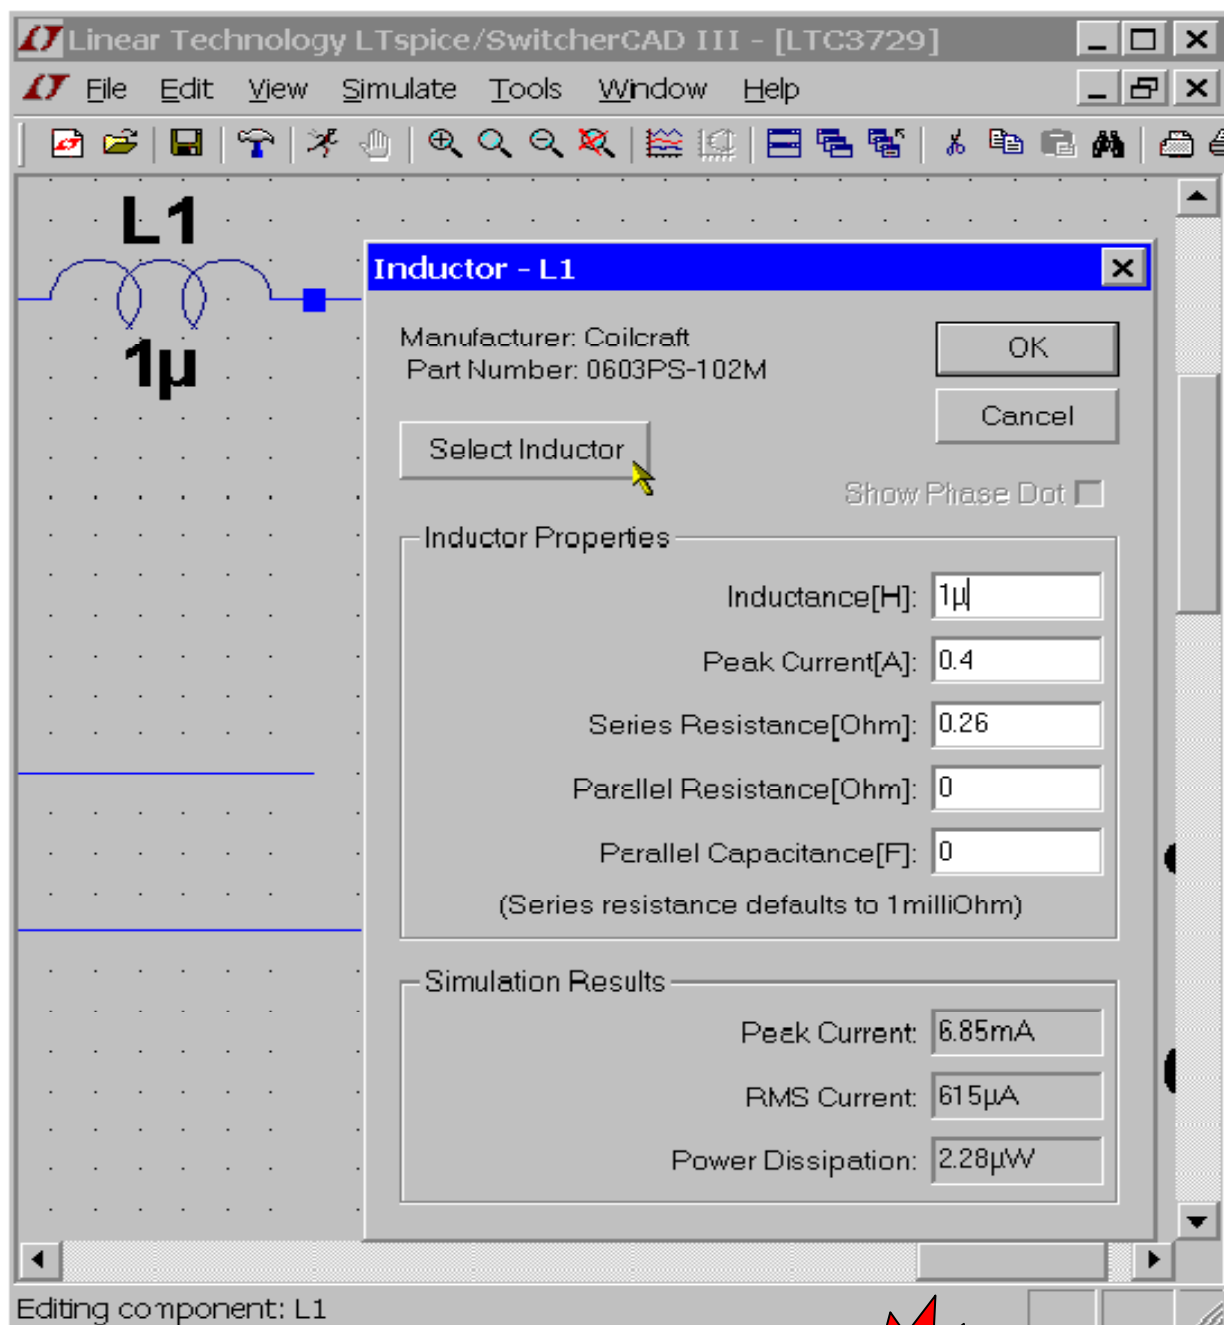 Linear Technology LTspice/SwitcherCAD III - [LTC3729]
File Edit View Simulate Tools Window Help
L1
1µ
Inductor - L1
Manufacturer: Coilcraft
Part Number: 0603PS-102M
OK
Cancel
Select Inductor
Show Phase Dot
Inductor Properties
Inductance[H]: 1µ
Peak Current[A]: 0.4
Series Resistance[Ohm]: 0.26
Parallel Resistance[Ohm]: 0
Parallel Capacitance[F]: 0
(Series resistance defaults to 1milliOhm)
Simulation Results
Peak Current: 6.85mA
RMS Current: 615µA
Power Dissipation: 2.28µW
Editing component: L1